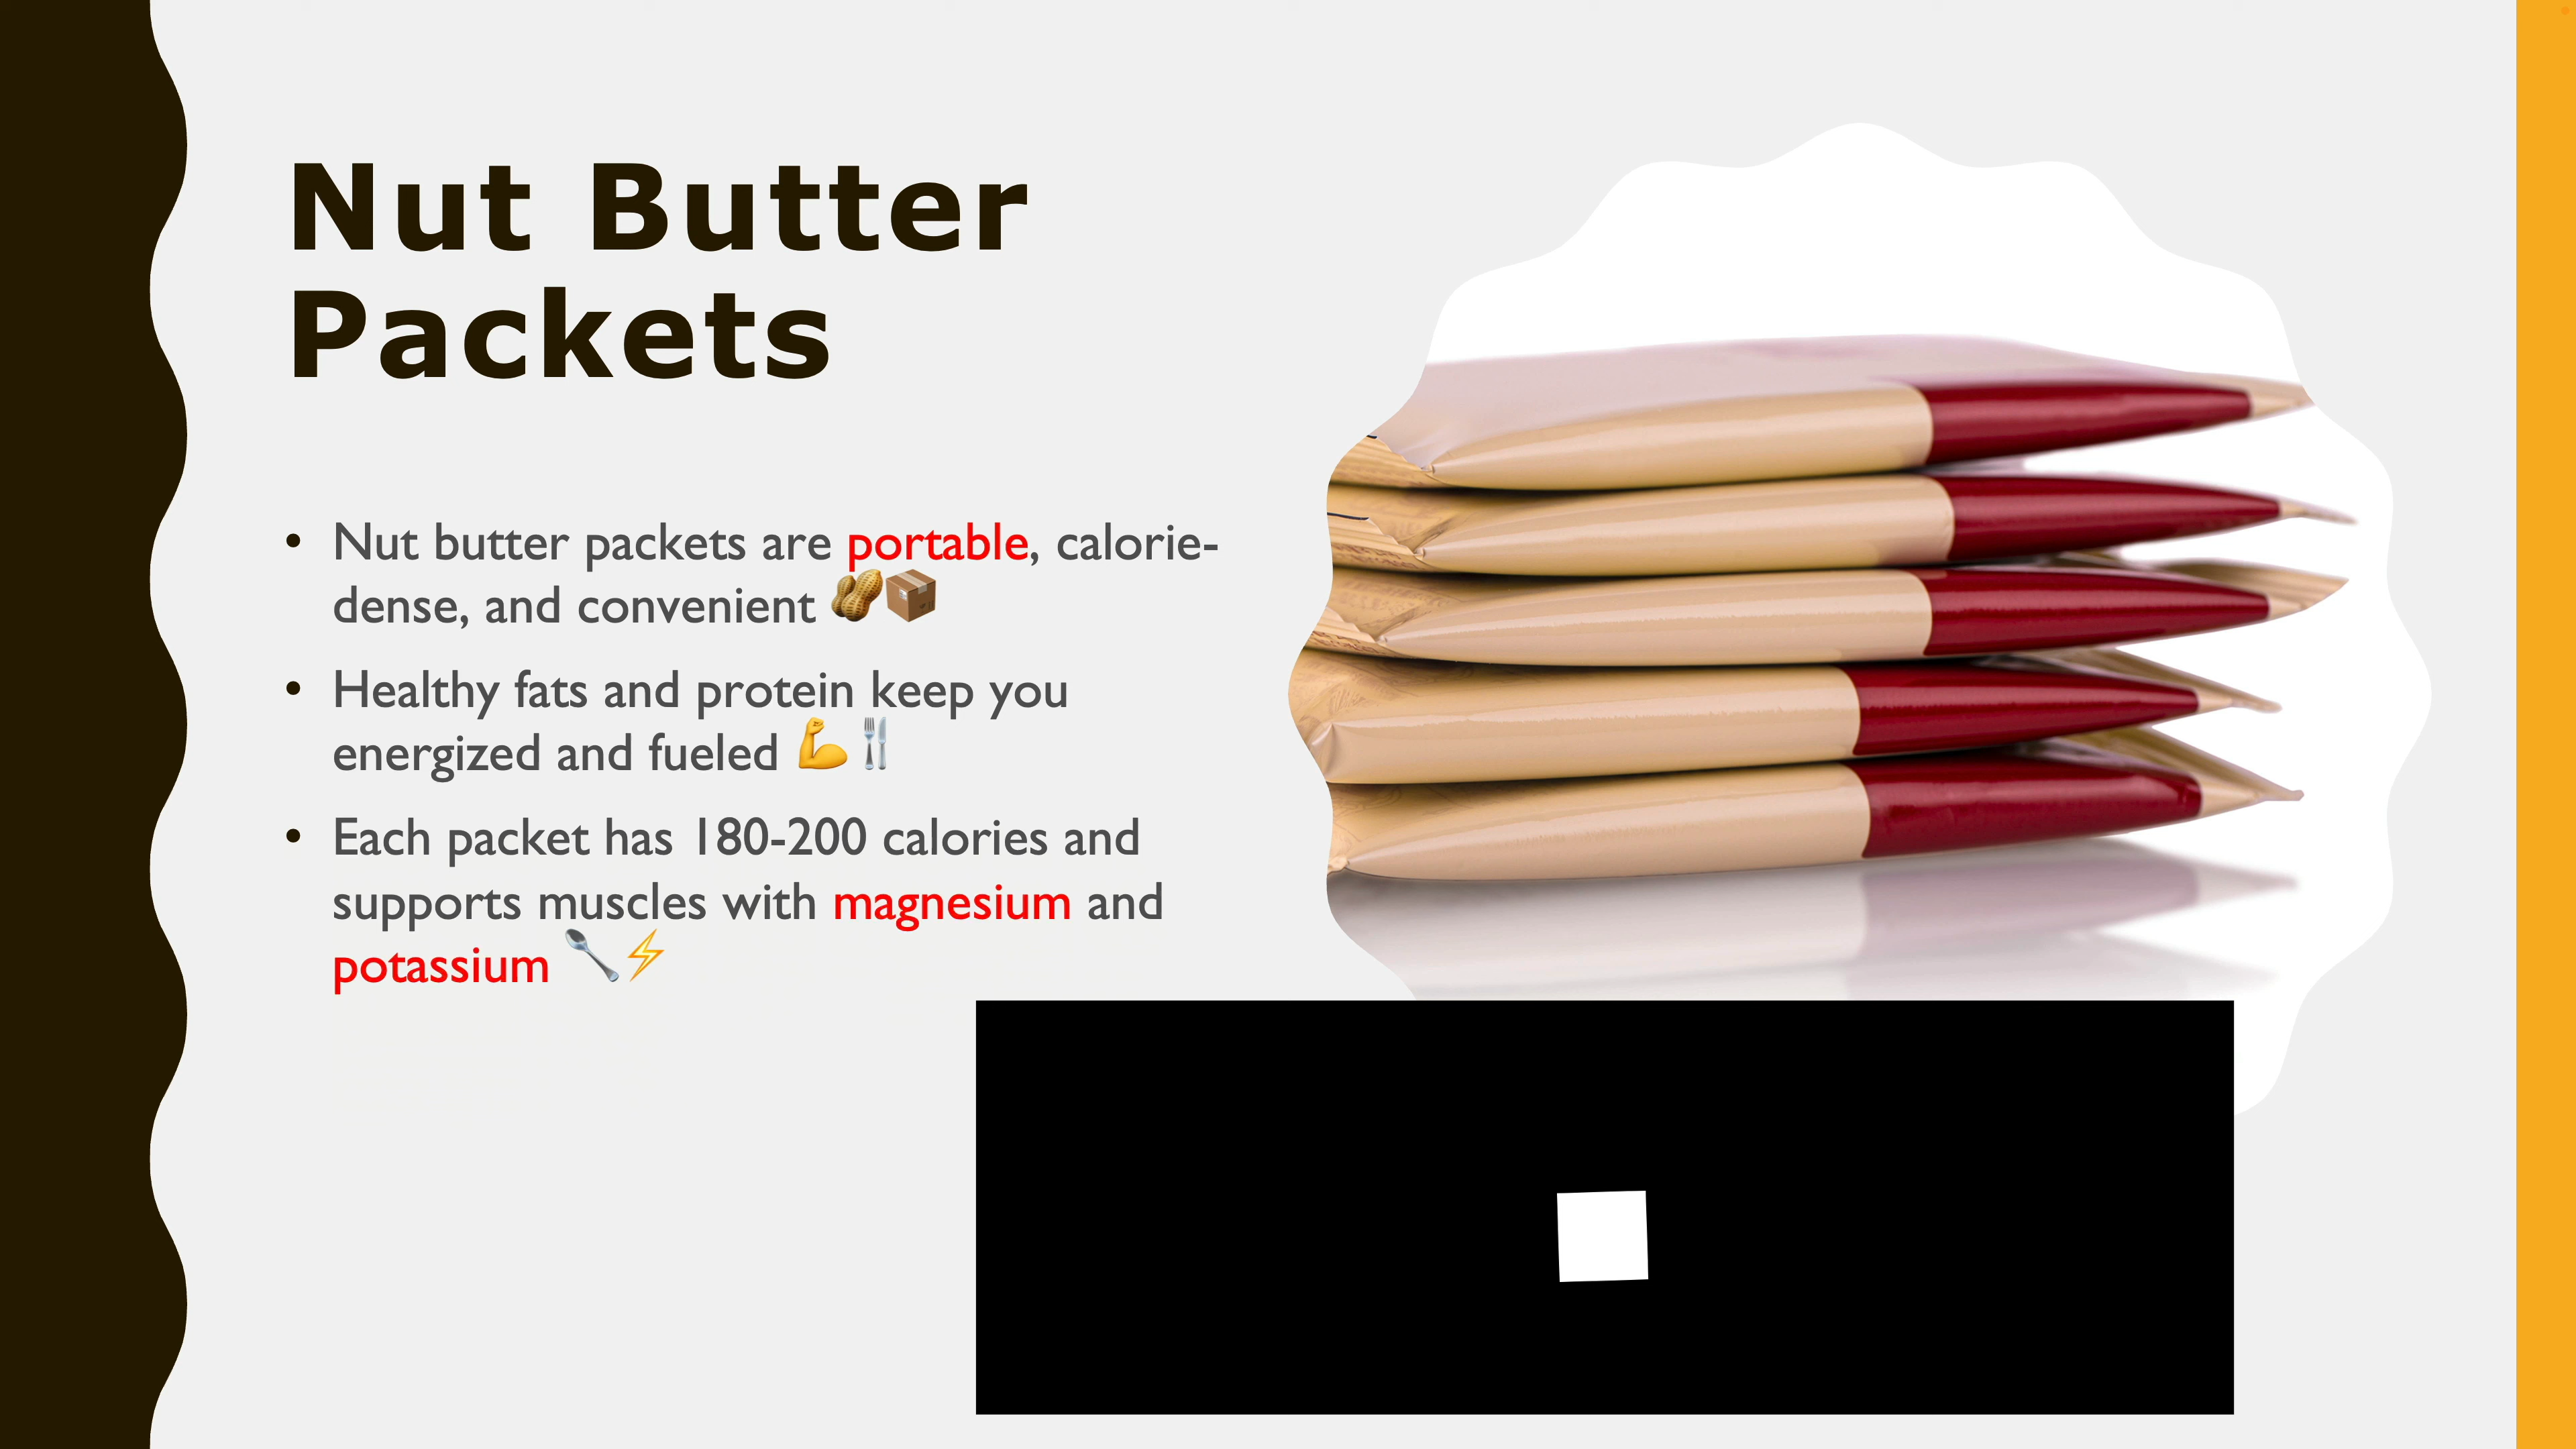 Nut Butter
Packets
• Nut butter packets are portable, calorie-
dense, and convenient 🥜📦
• Healthy fats and protein keep you
energized and fueled 💪🍴
• Each packet has 180-200 calories and
supports muscles with magnesium and
potassium 🥄⚡